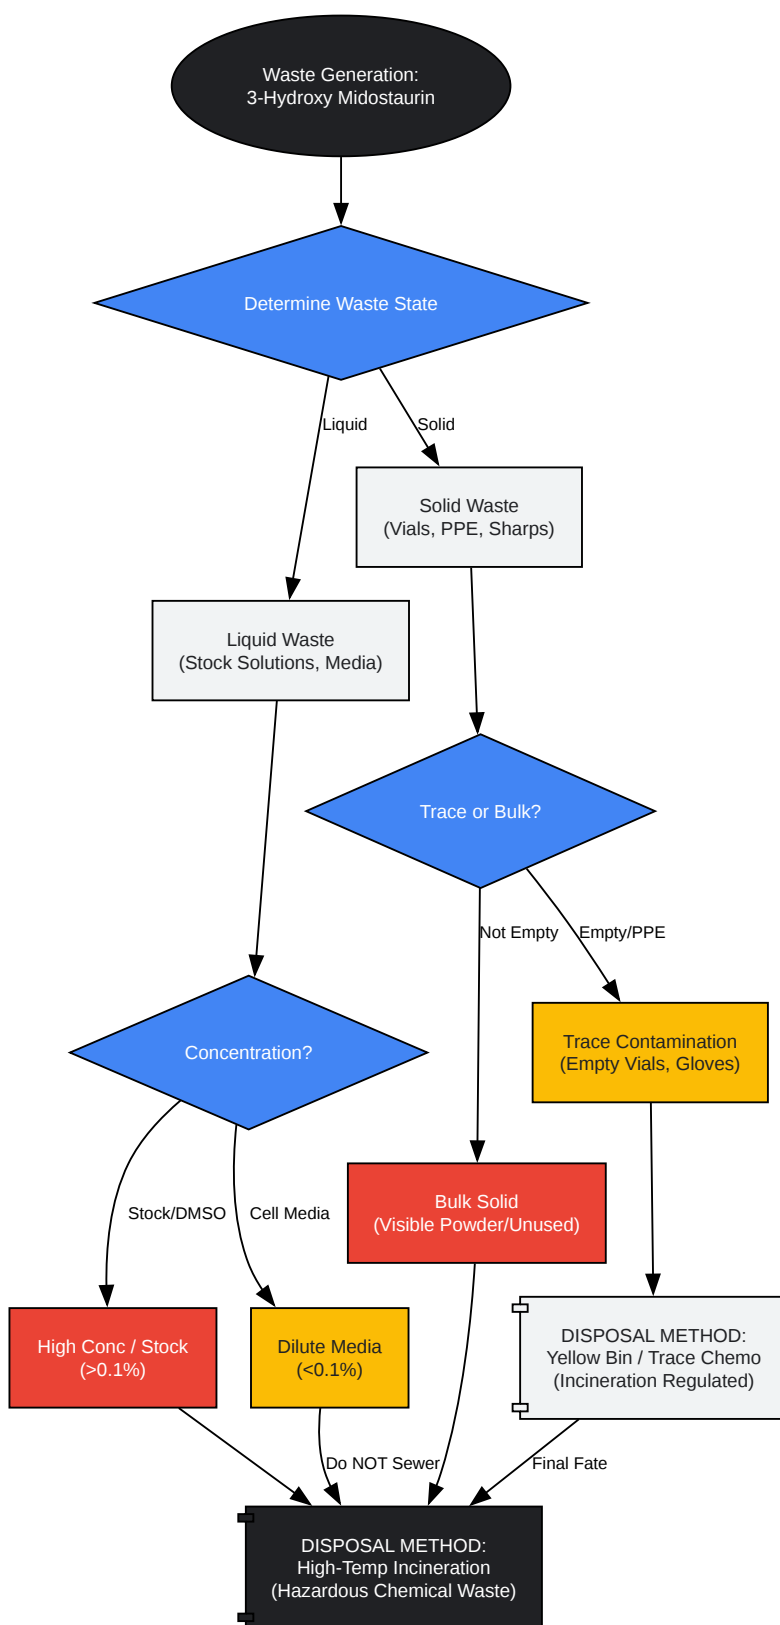 Waste Generation:
3-Hydroxy Midostaurin
Determine Waste State
Liquid
Solid
Solid Waste
(Vials, PPE, Sharps)
Liquid Waste
(Stock Solutions, Media)
Trace or Bulk?
Not Empty
Empty/PPE
Trace Contamination
(Empty Vials, Gloves)
Concentration?
Stock/DMSO
Cell Media
Bulk Solid
(Visible Powder/Unused)
High Conc / Stock
(>0.1%)
Dilute Media
(<0.1%)
DISPOSAL METHOD:
Yellow Bin / Trace Chemo
(Incineration Regulated)
Do NOT Sewer
Final Fate
DISPOSAL METHOD:
High-Temp Incineration
(Hazardous Chemical Waste)